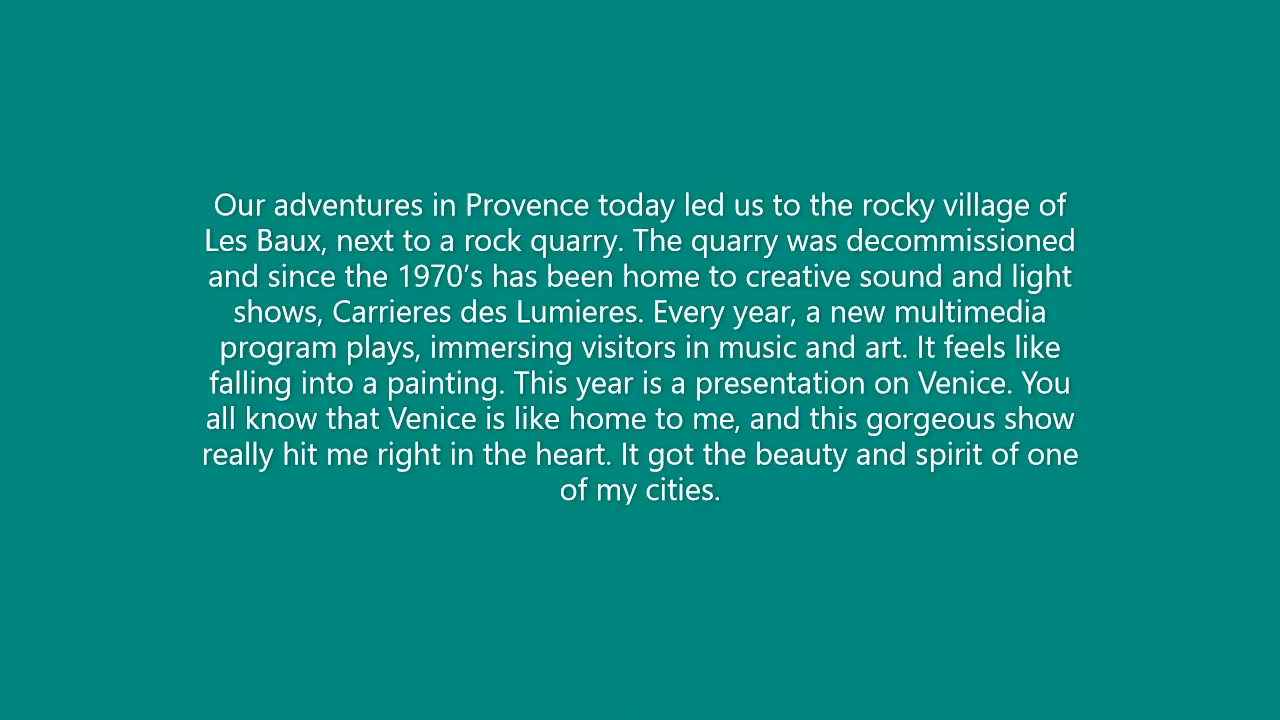 Our adventures in Provence today led us to the rocky village of
Les Baux, next to a rock quarry. The quarry was decommissioned
and since the 1970’s has been home to creative sound and light
shows, Carrieres des Lumieres. Every year, a new multimedia
program plays, immersing visitors in music and art. It feels like
falling into a painting. This year is a presentation on Venice. You
all know that Venice is like home to me, and this gorgeous show
really hit me right in the heart. It got the beauty and spirit of one
of my cities.